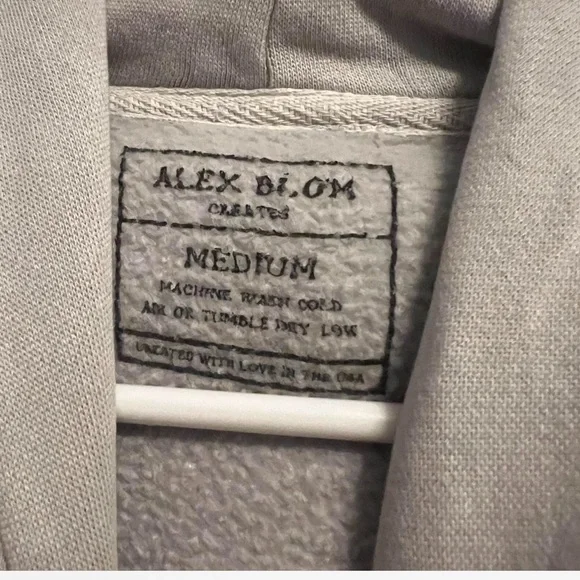 ALEX BLOM
CREATES
MEDIUM
MACHINE WASH COLD
AIR OR TUMBLE DRY LOW
CREATED WITH LOVE IN THE USA